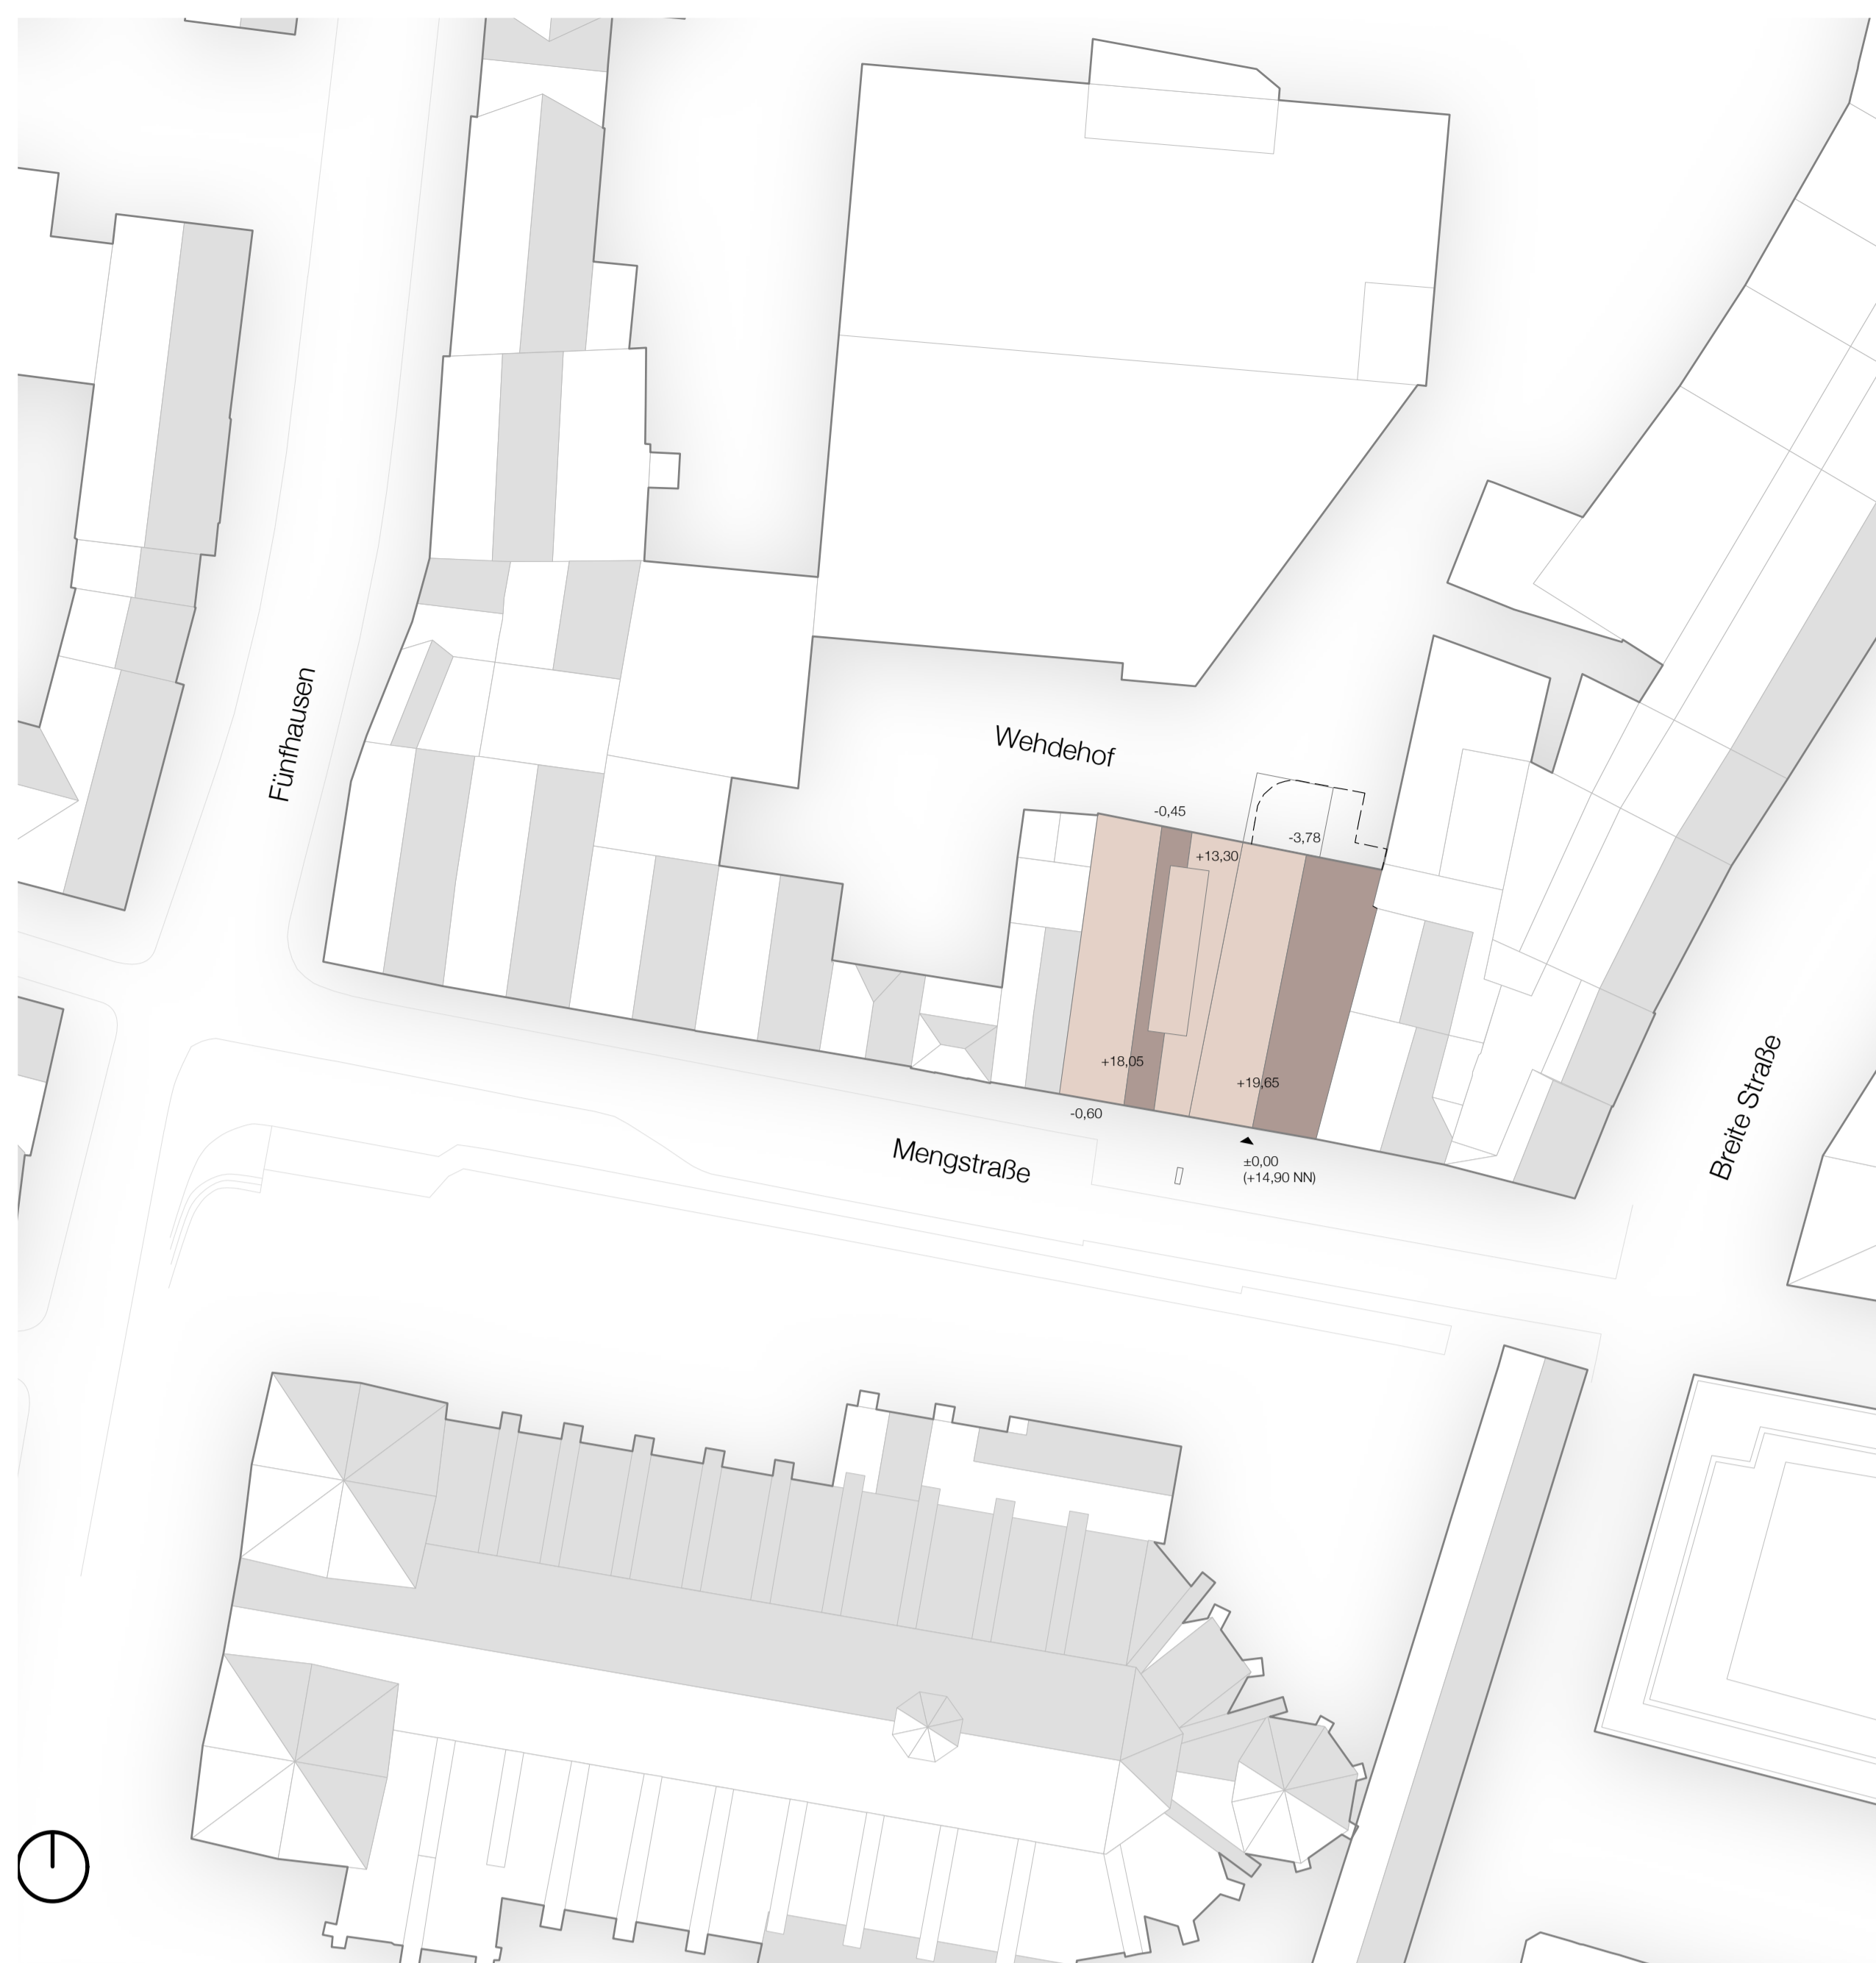 Fünfhausen
Wehdehof
-0,45
-3,78
+13,30
+18,05
+19,65
-0,60
Mengstraße
±0,00
(+14,90 NN)
Breite Straße